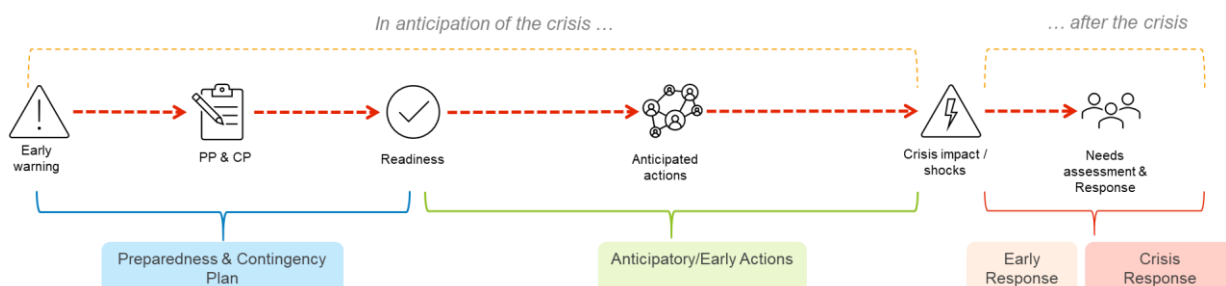 In anticipation of the crisis …
… after the crisis
Early
warning
PP & CP
Readiness
Anticipated
actions
Crisis impact /
shocks
Needs
assessment &
Response
Preparedness & Contingency
Plan
Anticipatory/Early Actions
Early
Response
Crisis
Response